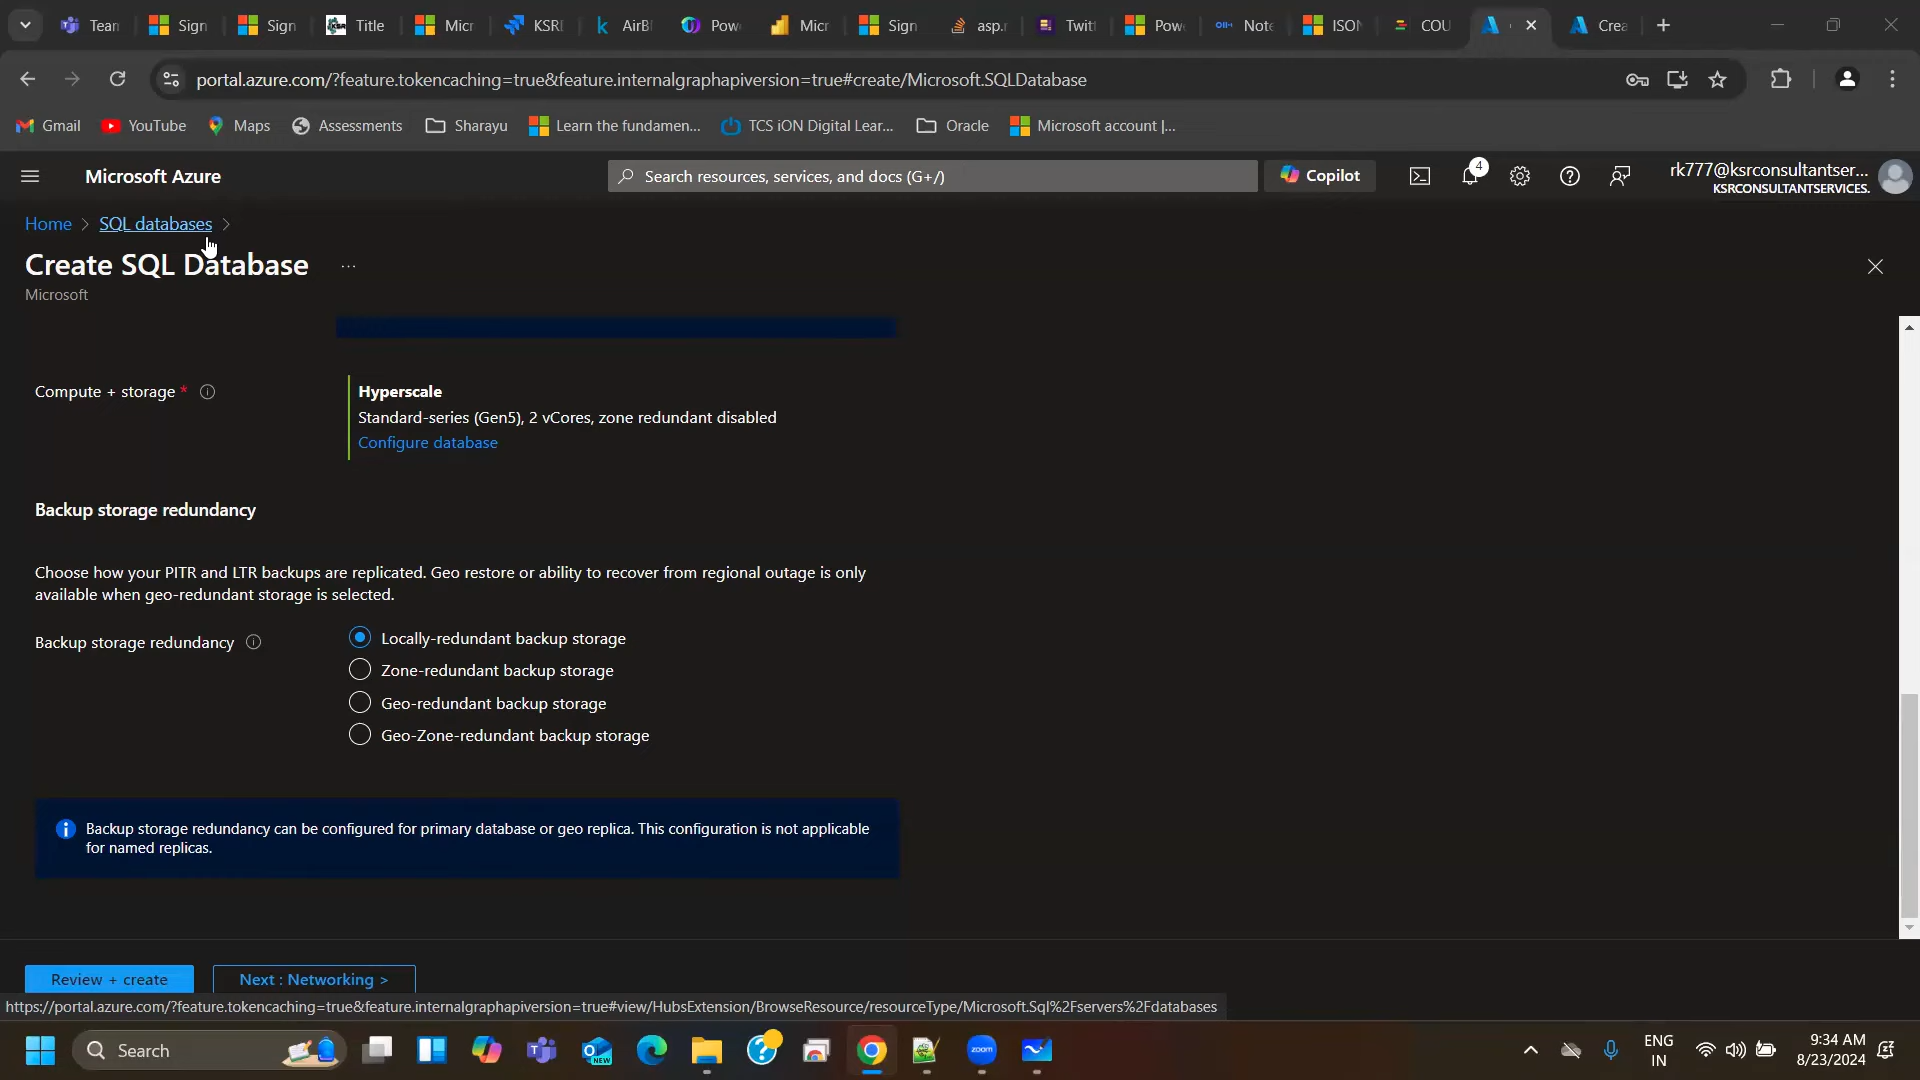 Team
Sign
Sign
Title
Micr
KSRI
AirBl
Pow
Micr
Sign
asp.r
Twitt
Pow
Note
ISON
COU
Crea
portal.azure.com/?feature.tokencaching=true&feature.internalgraphapiversion=true#create/Microsoft.SQLDatabase
Gmail
YouTube
Maps
Assessments
Sharayu
Learn the fundamen...
TCS iON Digital Lear...
Oracle
Microsoft account |...
Microsoft Azure
Search resources, services, and docs (G+/)
Copilot
4
rk777@ksrconsultantser...
KSRCONSULTANTSERVICES.
Home > SQL databases >
Create SQL Database ...
Microsoft
Compute + storage *
Hyperscale
Standard-series (Gen5), 2 vCores, zone redundant disabled
Configure database
Backup storage redundancy
Choose how your PITR and LTR backups are replicated. Geo restore or ability to recover from regional outage is only
available when geo-redundant storage is selected.
Backup storage redundancy
Locally-redundant backup storage
Zone-redundant backup storage
Geo-redundant backup storage
Geo-Zone-redundant backup storage
Backup storage redundancy can be configured for primary database or geo replica. This configuration is not applicable
for named replicas.
Review + create
Next : Networking >
https://portal.azure.com/?feature.tokencaching=true&feature.internalgraphapiversion=true#view/HubsExtension/BrowseResource/resourceType/Microsoft.Sql%2Fservers%2Fdatabases
Search
NEW
zoom
ENG
IN
9:34 AM
8/23/2024